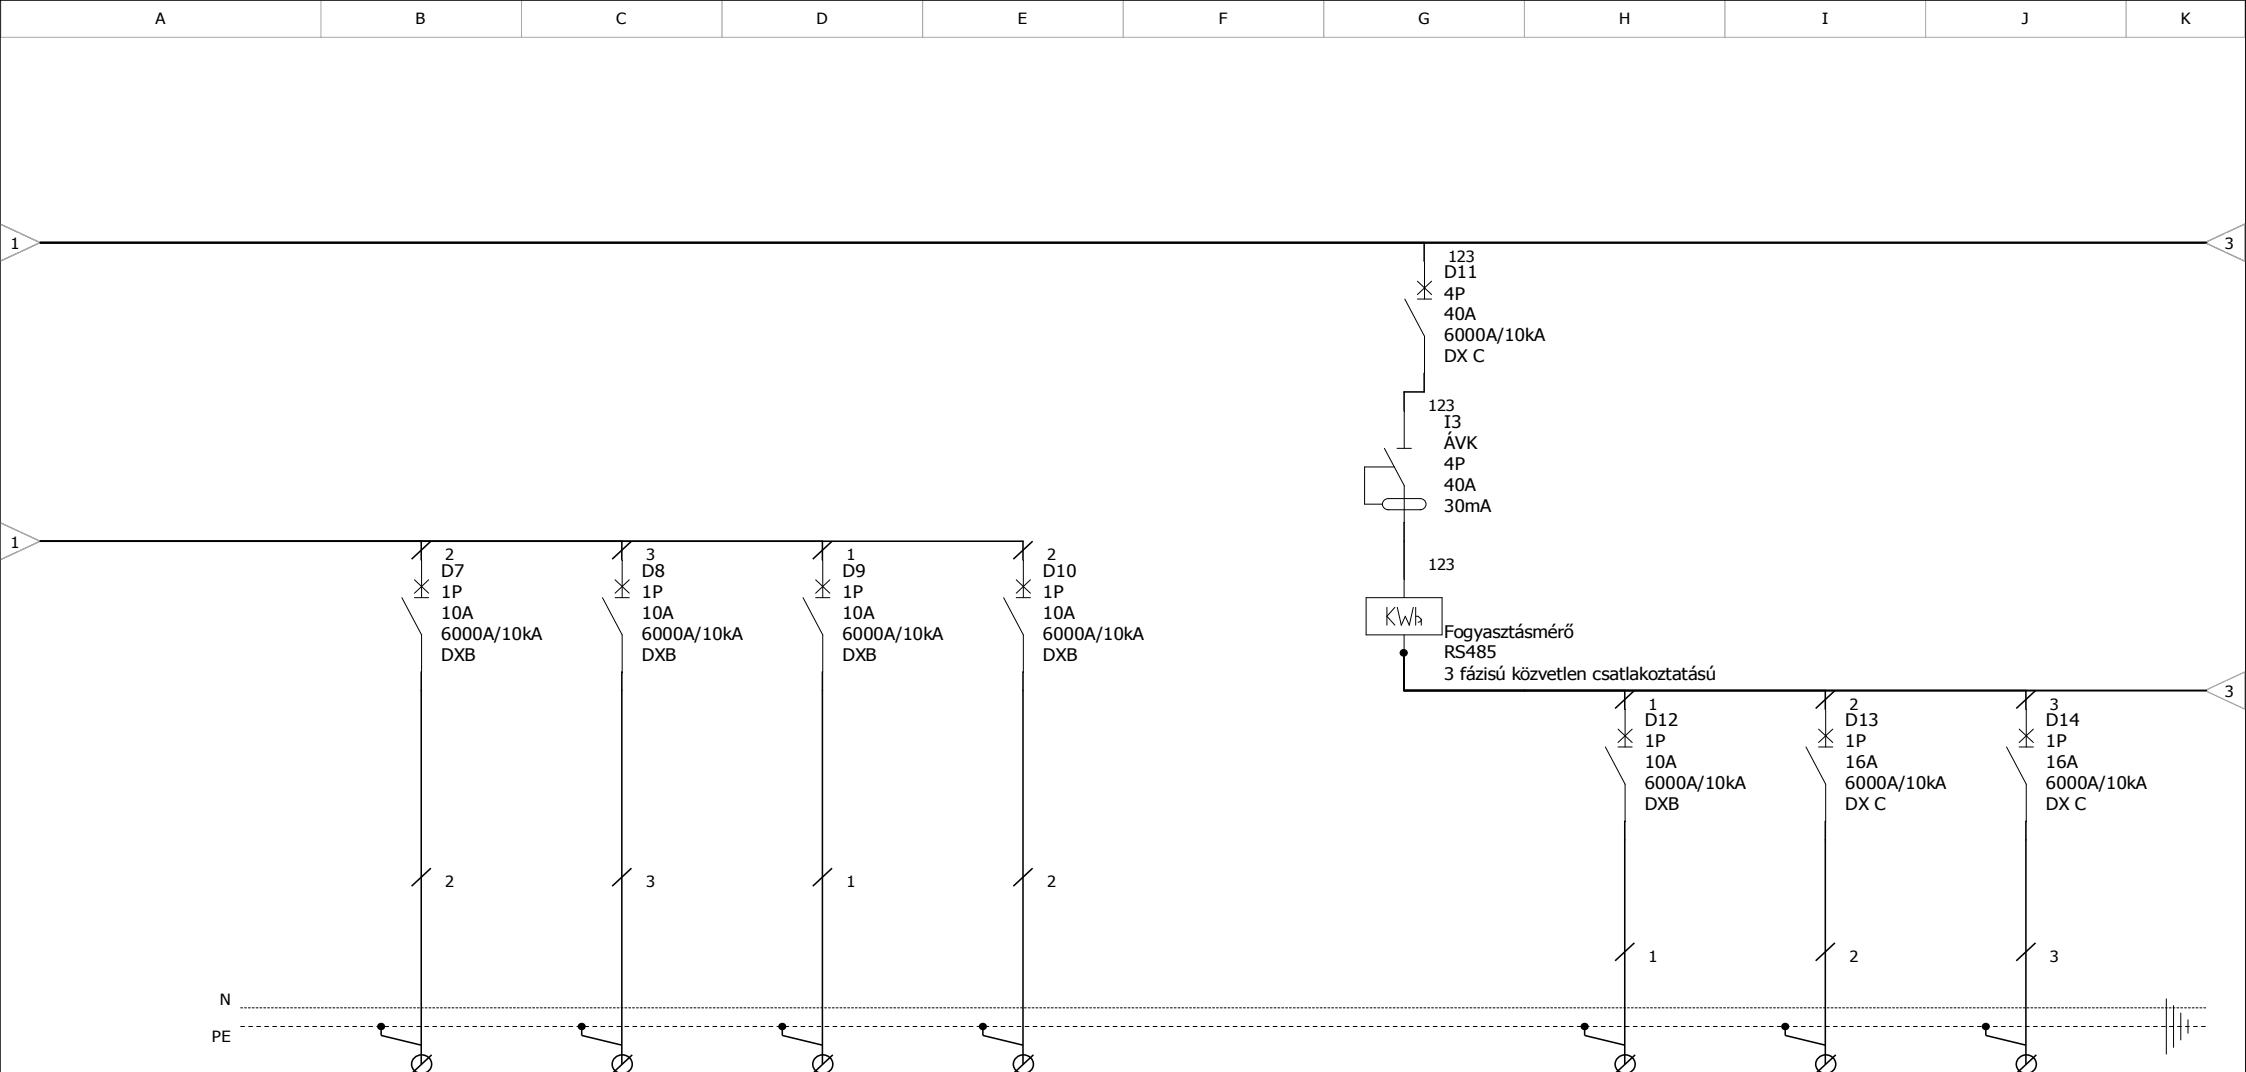 A B C D E F G H I J K
1
3
123
D11
4P
40A
6000A/10kA
DX C
123
I3
ÁVK
4P
40A
30mA
123
KWh
Fogyasztásmérő
RS485
3 fázisú közvetlen csatlakoztatású
1
2
D7
1P
10A
6000A/10kA
DXB
3
D8
1P
10A
6000A/10kA
DXB
1
D9
1P
10A
6000A/10kA
DXB
2
D10
1P
10A
6000A/10kA
DXB
3
1
D12
1P
10A
6000A/10kA
DXB
2
D13
1P
16A
6000A/10kA
DX C
3
D14
1P
16A
6000A/10kA
DX C
2
3
1
2
1
2
3
N
PE